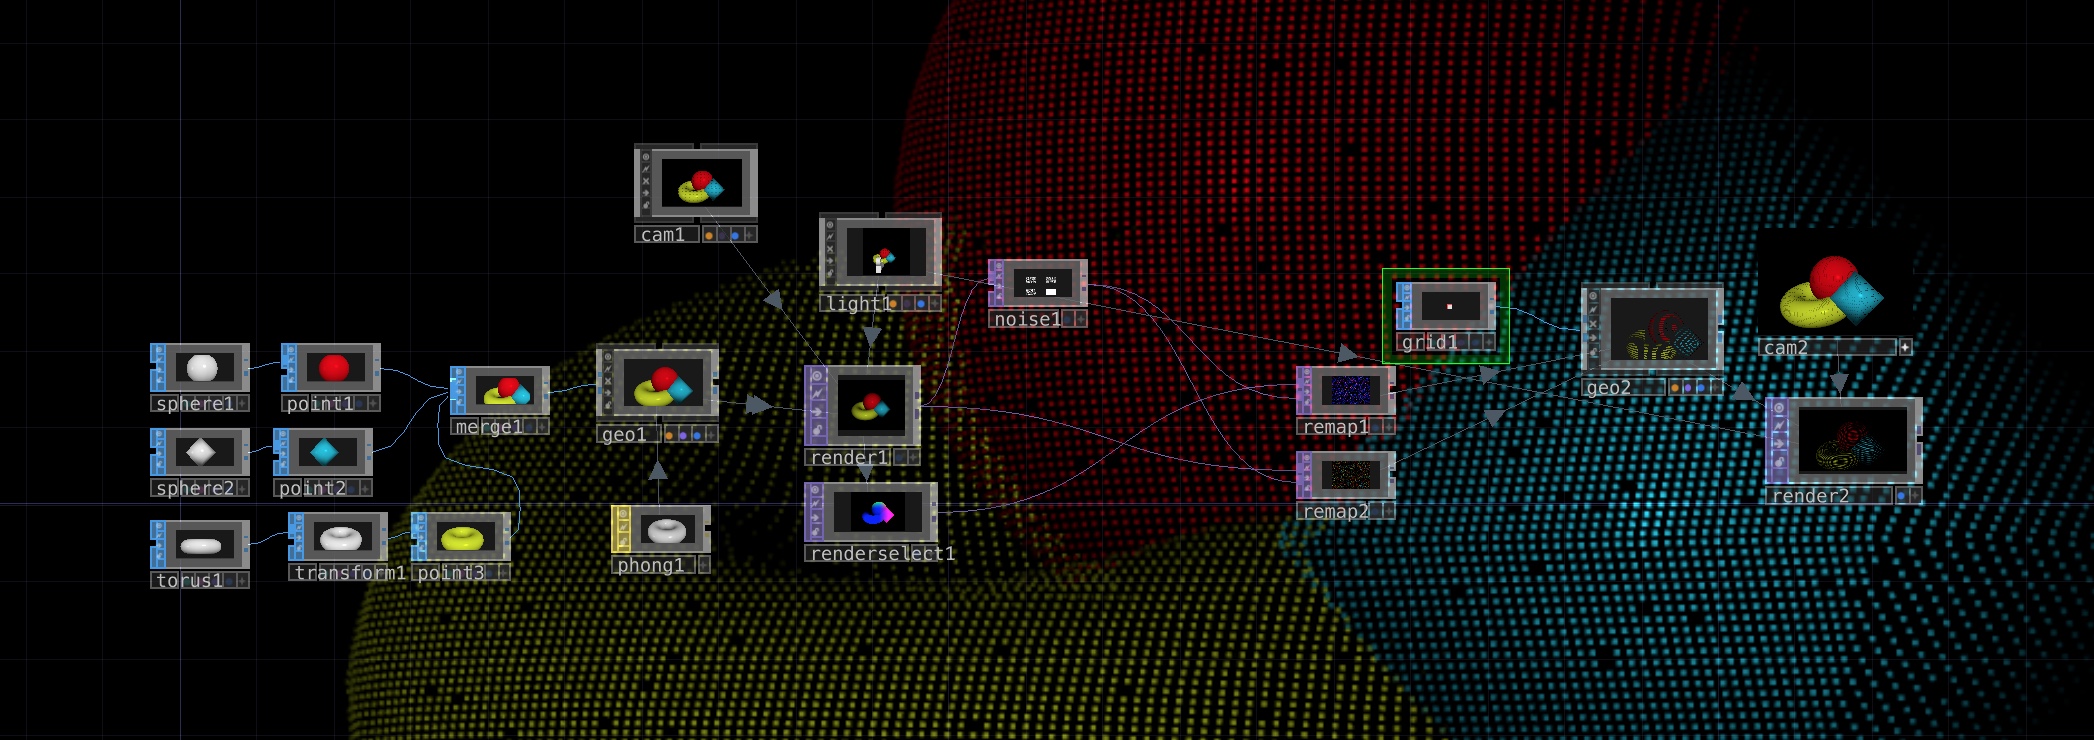 cam1
light1
noise1
grid1
cam2
sphere1
point1
geo2
merge1
geo1
remap1
render1
sphere2
point2
render2
remap2
renderselect1
phong1
torus1
transform1
point3